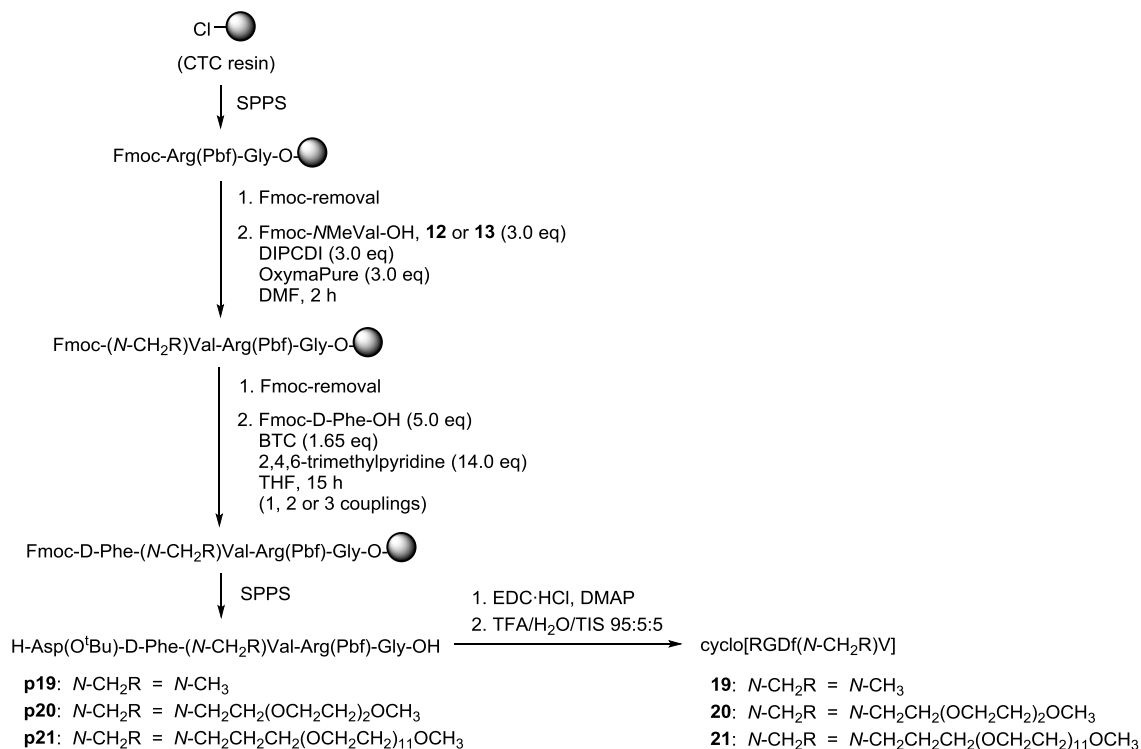 Cl
(CTC resin)
SPPS
Fmoc-Arg(Pbf)-Gly-O-
1. Fmoc-removal
2. Fmoc-NMeVal-OH, 12 or 13 (3.0 eq)
DIPCDI (3.0 eq)
OxymaPure (3.0 eq)
DMF, 2 h
Fmoc-(N-CH₂R)Val-Arg(Pbf)-Gly-O-
1. Fmoc-removal
2. Fmoc-D-Phe-OH (5.0 eq)
BTC (1.65 eq)
2,4,6-trimethylpyridine (14.0 eq)
THF, 15 h
(1, 2 or 3 couplings)
Fmoc-D-Phe-(N-CH₂R)Val-Arg(Pbf)-Gly-O-
SPPS
1. EDC·HCl, DMAP
2. TFA/H₂O/TIS 95:5:5
H-Asp(OᵗBu)-D-Phe-(N-CH₂R)Val-Arg(Pbf)-Gly-OH
cyclo[RGDf(N-CH₂R)V]
p19: N-CH₂R = N-CH₃
p20: N-CH₂R = N-CH₂CH₂(OCH₂CH₂)₂OCH₃
p21: N-CH₂R = N-CH₂CH₂CH₂(OCH₂CH₂)₁₁OCH₃
19: N-CH₂R = N-CH₃
20: N-CH₂R = N-CH₂CH₂(OCH₂CH₂)₂OCH₃
21: N-CH₂R = N-CH₂CH₂CH₂(OCH₂CH₂)₁₁OCH₃